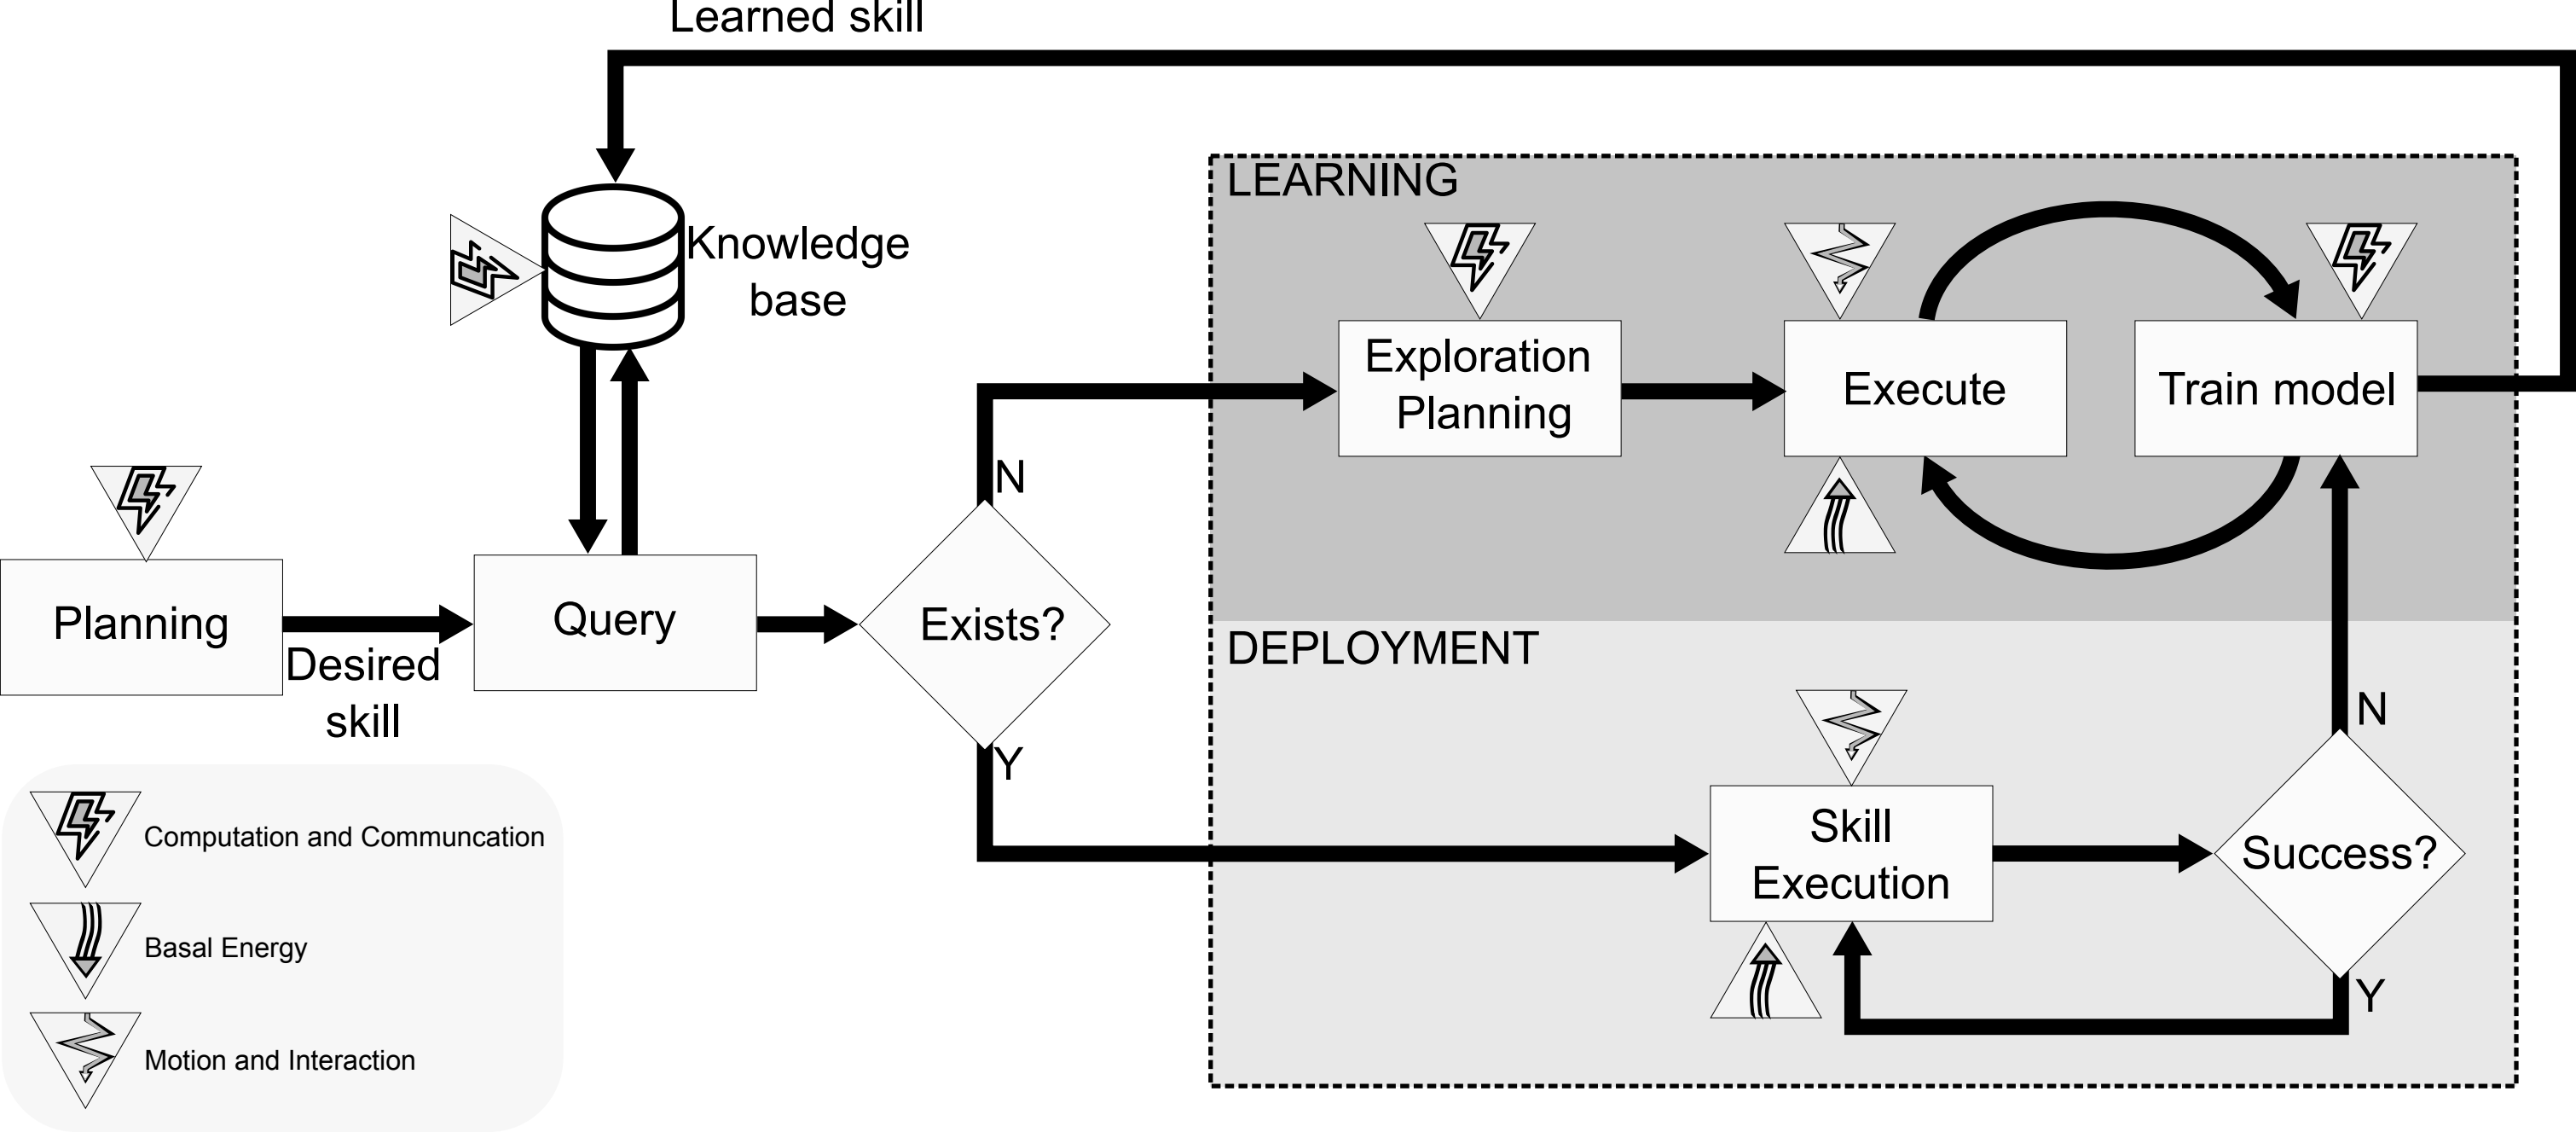 Learned skill
Knowledge
base
LEARNING
Exploration
Planning
Execute
Train model
N
Planning
Desired
skill
Query
Exists?
Y
DEPLOYMENT
Skill
Execution
Success?
N
Y
Computation and Communcation
Basal Energy
Motion and Interaction